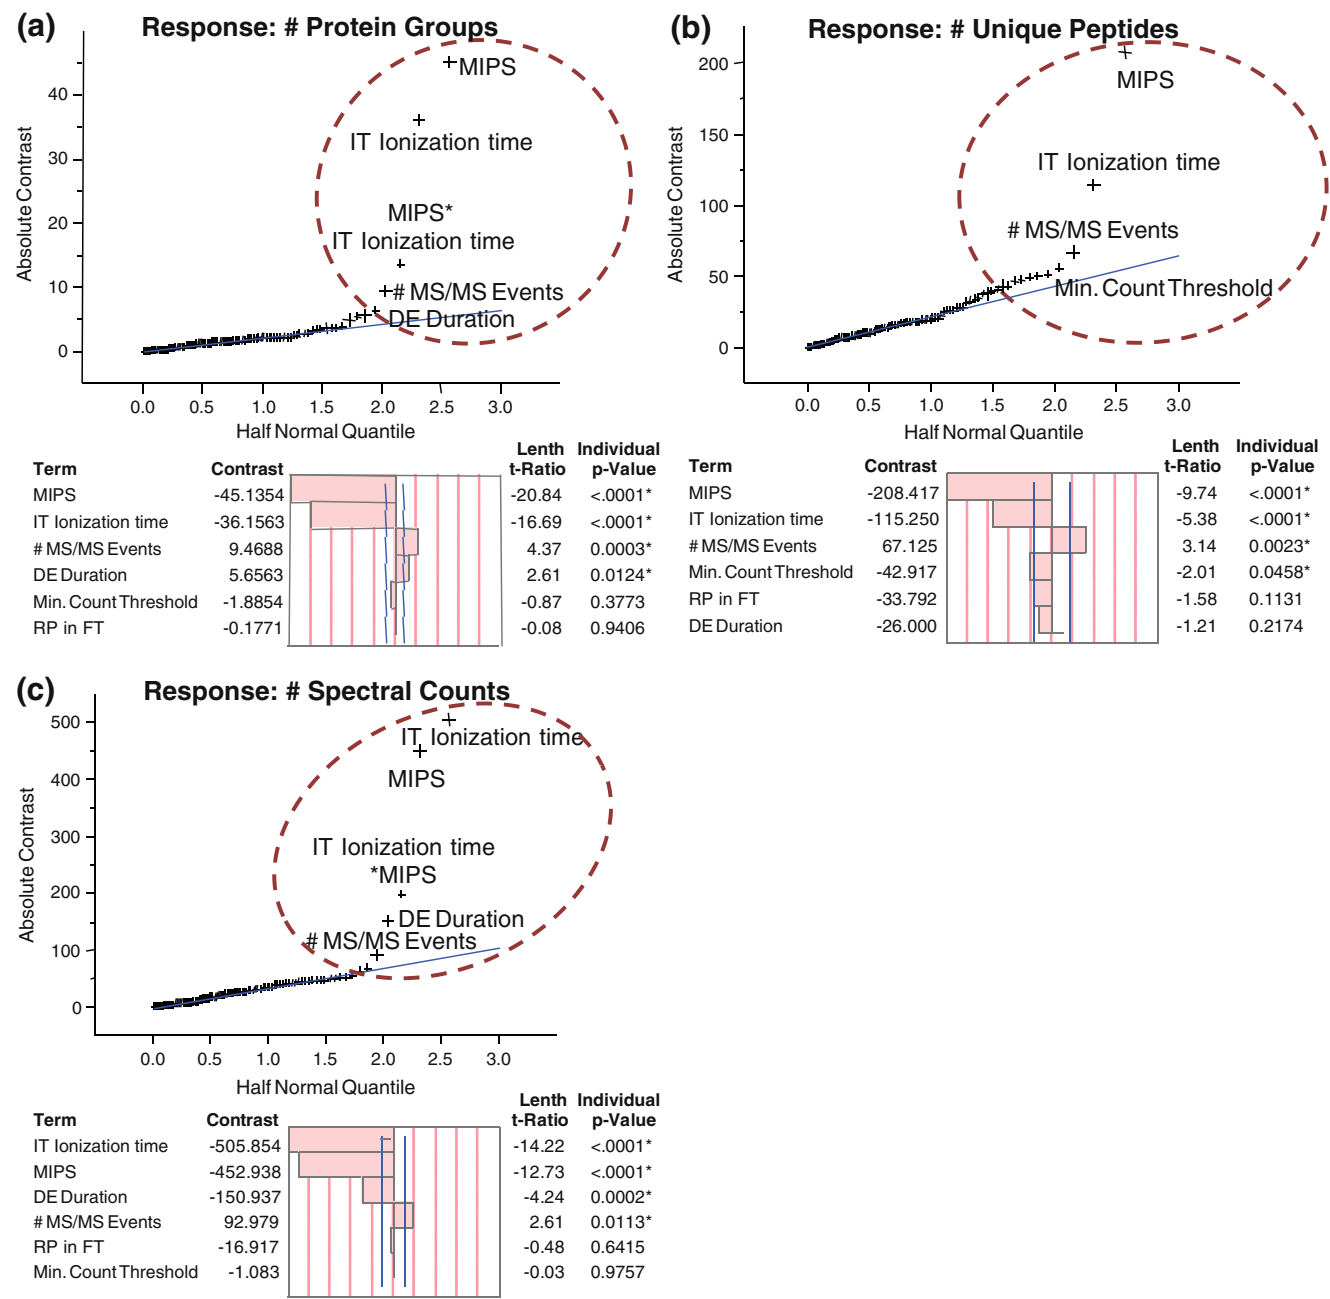 (a) Response: # Protein Groups
Absolute Contrast
40
30
20
10
0
MIPS
IT Ionization time
MIPS*
IT Ionization time
# MS/MS Events
DE Duration
0.0 0.5 1.0 1.5 2.0 2.5 3.0
Half Normal Quantile
Term Contrast Lenth t-Ratio Individual p-Value
MIPS -45.1354 -20.84 <.0001*
IT Ionization time -36.1563 -16.69 <.0001*
# MS/MS Events 9.4688 4.37 0.0003*
DE Duration 5.6563 2.61 0.0124*
Min. Count Threshold -1.8854 -0.87 0.3773
RP in FT -0.1771 -0.08 0.9406
(b) Response: # Unique Peptides
Absolute Contrast
200
150
100
50
0
MIPS
IT Ionization time
# MS/MS Events
Min. Count Threshold
0.0 0.5 1.0 1.5 2.0 2.5 3.0
Half Normal Quantile
Term Contrast Lenth t-Ratio Individual p-Value
MIPS -208.417 -9.74 <.0001*
IT Ionization time -115.250 -5.38 <.0001*
# MS/MS Events 67.125 3.14 0.0023*
Min. Count Threshold -42.917 -2.01 0.0458*
RP in FT -33.792 -1.58 0.1131
DE Duration -26.000 -1.21 0.2174
(c) Response: # Spectral Counts
Absolute Contrast
500
400
300
200
100
0
IT Ionization time
MIPS
IT Ionization time
*MIPS
DE Duration
# MS/MS Events
0.0 0.5 1.0 1.5 2.0 2.5 3.0
Half Normal Quantile
Term Contrast Lenth t-Ratio Individual p-Value
IT Ionization time -505.854 -14.22 <.0001*
MIPS -452.938 -12.73 <.0001*
DE Duration -150.937 -4.24 0.0002*
# MS/MS Events 92.979 2.61 0.0113*
RP in FT -16.917 -0.48 0.6415
Min. Count Threshold -1.083 -0.03 0.9757